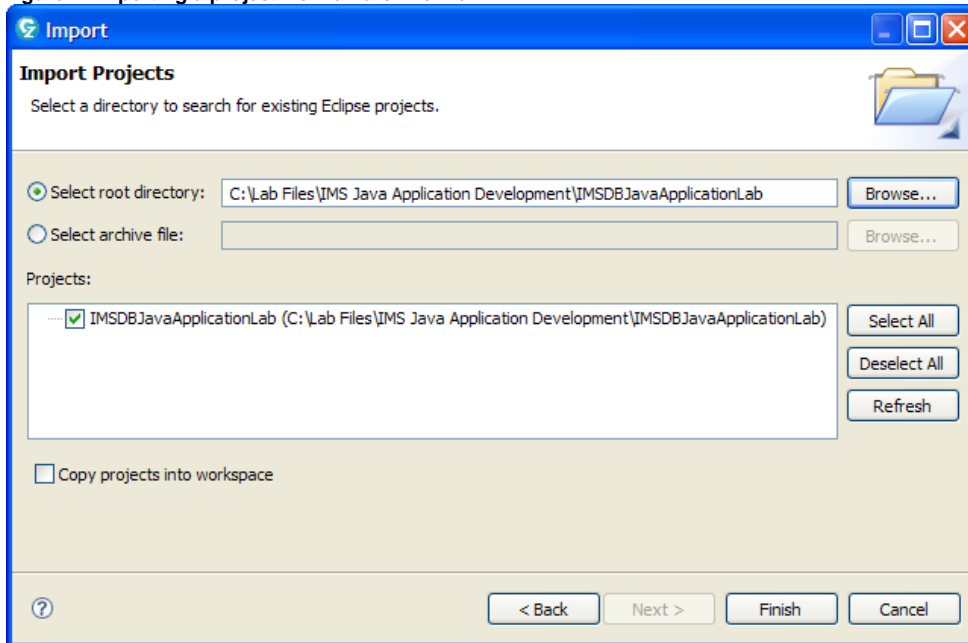 Import
Import Projects
Select a directory to search for existing Eclipse projects.
Select root directory: C:\Lab Files\IMS Java Application Development\IMSDBJavaApplicationLab Browse...
Select archive file: Browse...
Projects:
IMSDBJavaApplicationLab (C:\Lab Files\IMS Java Application Development\IMSDBJavaApplicationLab) Select All
Deselect All
Refresh
Copy projects into workspace
< Back Next > Finish Cancel